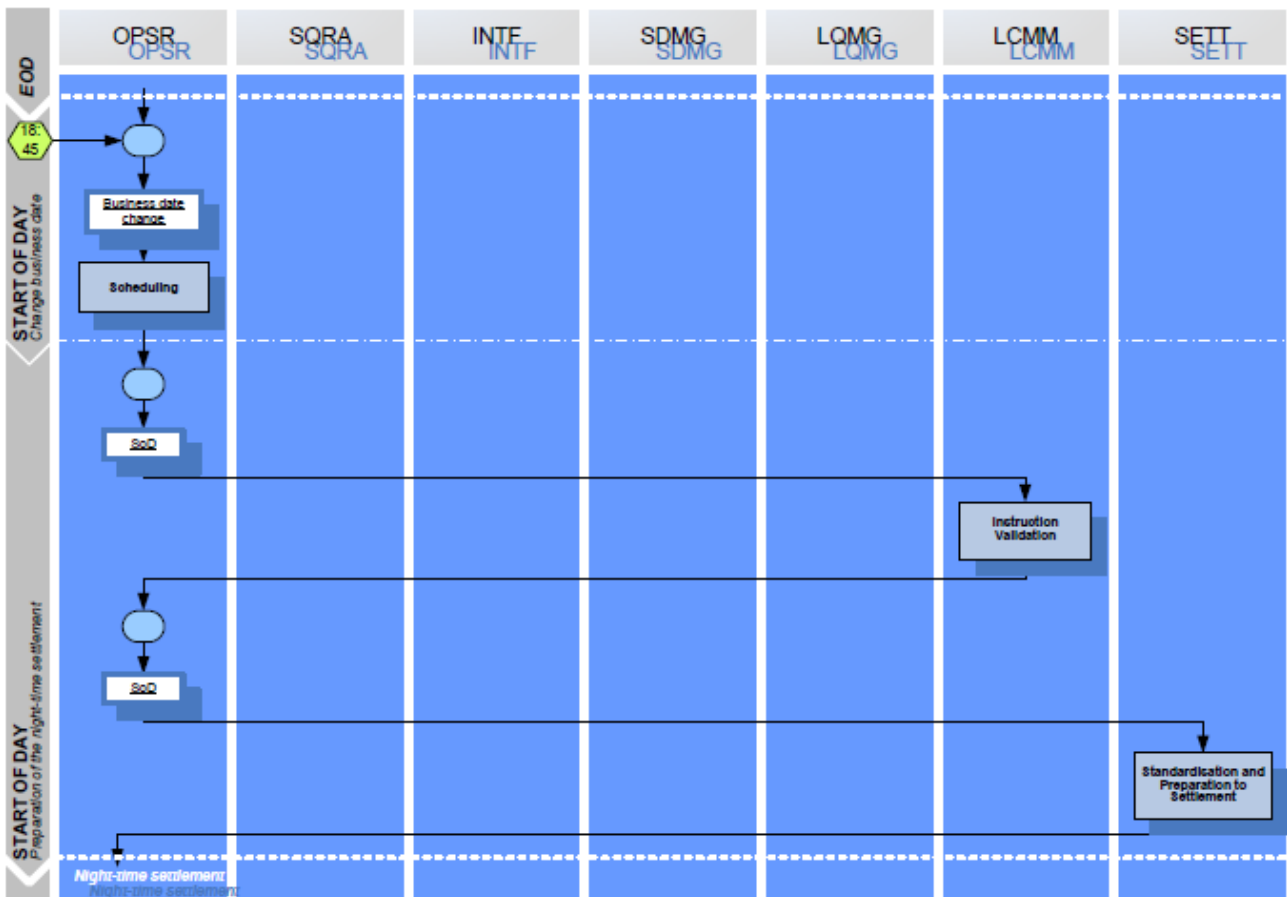 OPSR
OPSR
SQRA
SQRA
INTF
INTF
SDMG
SDMG
LQMG
LQMG
LCMM
LCMM
SETT
SETT
EOD
18:
45
START OF DAY
Change business date
Business date
change
Scheduling
SoD
Instruction
Validation
START OF DAY
Preparation of the night-time settlement
SoD
Standardisation and
Preparation to
Settlement
Night-time settlement
Night-time settlement